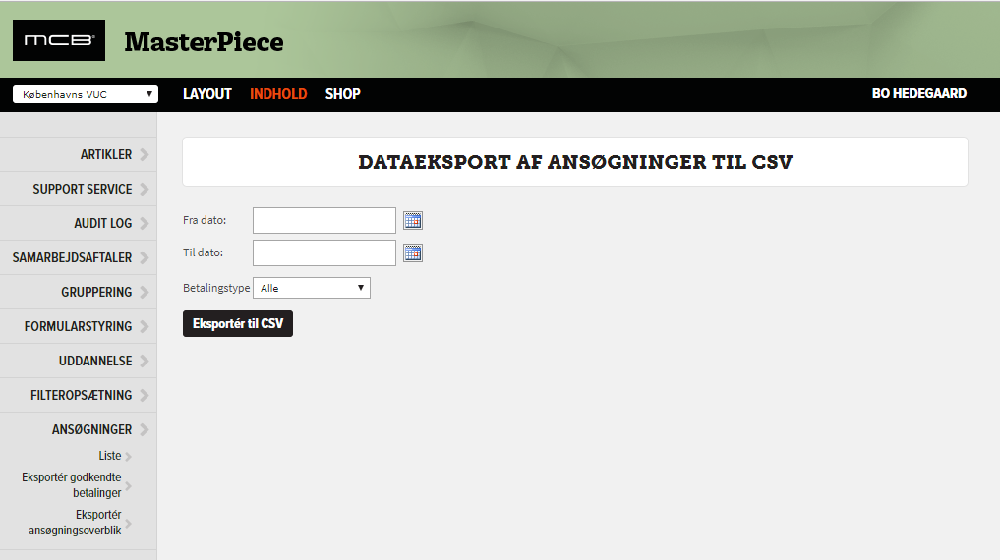 MCB MasterPiece
Københavns VUC LAYOUT INDHOLD SHOP BO HEDEGAARD
ARTIKLER
SUPPORT SERVICE
AUDIT LOG
SAMARBEJDSAFTALER
GRUPPERING
FORMULARSTYRING
UDDANNELSE
FILTEROPSÆTNING
ANSØGNINGER
Liste
Eksportér godkendte
betalinger
Eksportér
ansøgningsoverblik
DATAEKSPORT AF ANSØGNINGER TIL CSV
Fra dato:
Til dato:
Betalingstype Alle
Eksportér til CSV